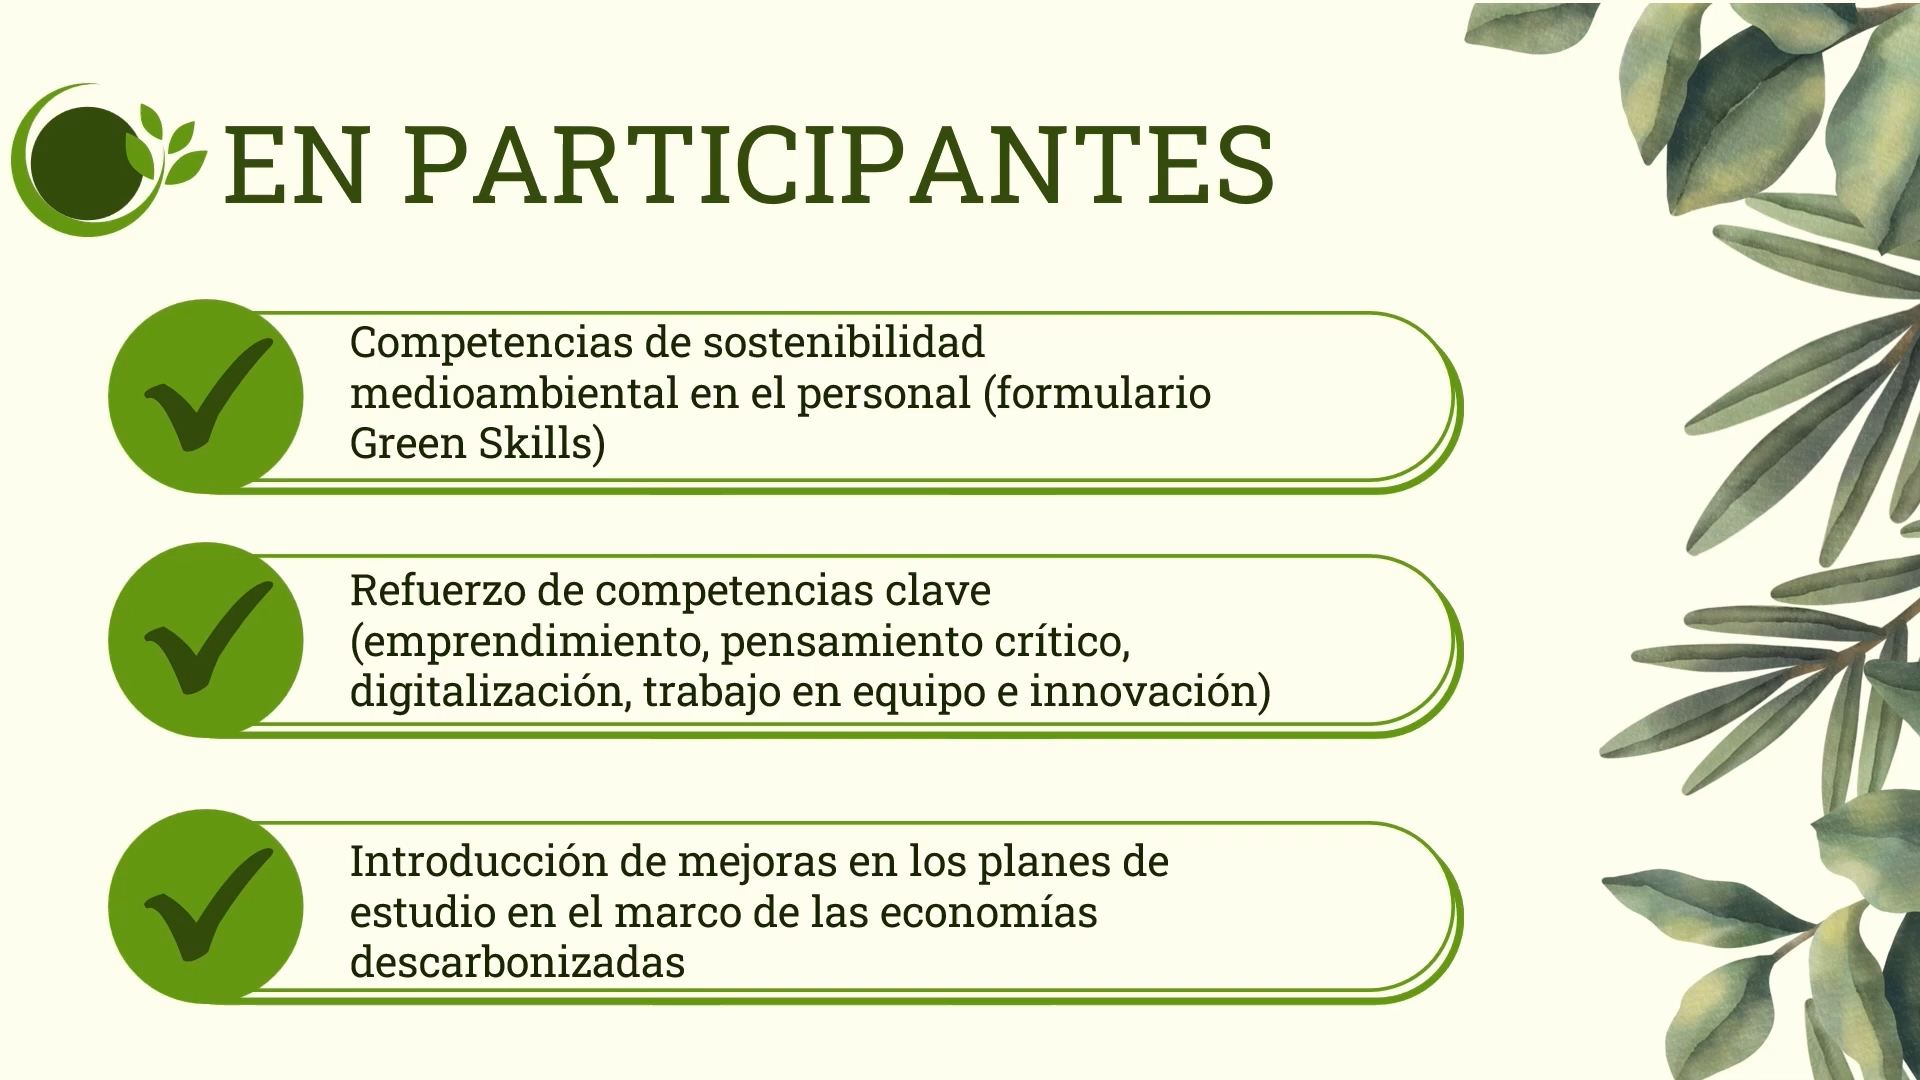 EN PARTICIPANTES
Competencias de sostenibilidad
medioambiental en el personal (formulario
Green Skills)
Refuerzo de competencias clave
(emprendimiento, pensamiento crítico,
digitalización, trabajo en equipo e innovación)
Introducción de mejoras en los planes de
estudio en el marco de las economías
descarbonizadas